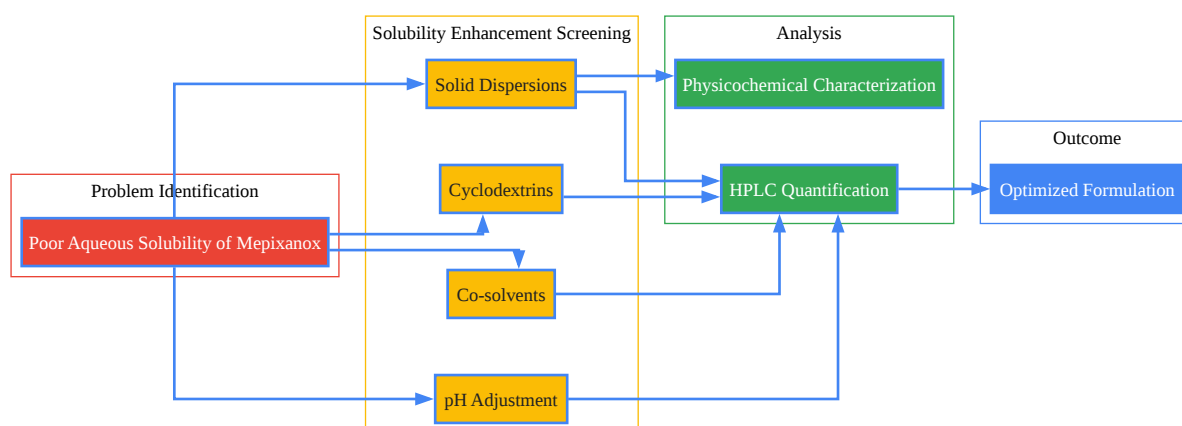 Problem Identification
Poor Aqueous Solubility of Mepixanox
Solubility Enhancement Screening
Solid Dispersions
Cyclodextrins
Co-solvents
pH Adjustment
Analysis
Physicochemical Characterization
HPLC Quantification
Outcome
Optimized Formulation